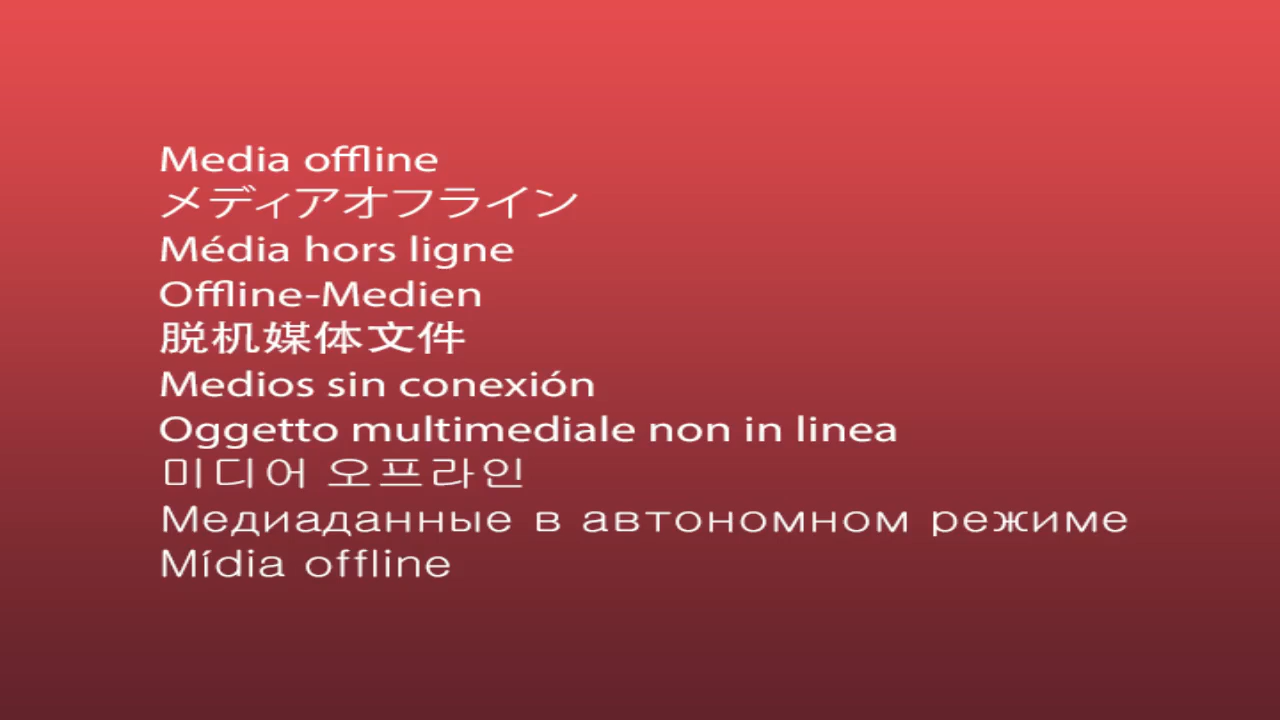 Media offline
メディアオフライン
Média hors ligne
Offline-Medien
脱机媒体文件
Medios sin conexión
Oggetto multimediale non in linea
미디어 오프라인
Медиаданные в автономном режиме
Mídia offline